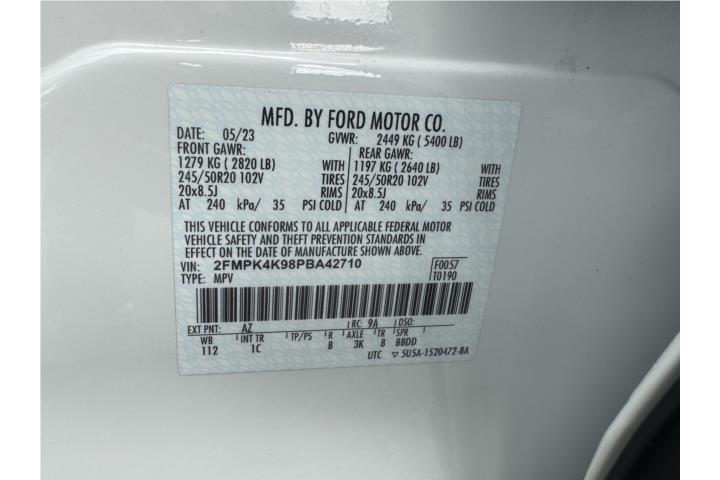 MFD. BY FORD MOTOR CO.
DATE: 05/23 GVWR: 2449 KG ( 5400 LB)
FRONT GAWR: REAR GAWR:
1279 KG ( 2820 LB) WITH 1197 KG ( 2640 LB) WITH
245/50R20 102V TIRES 245/50R20 102V TIRES
20x8.5J RIMS 20x8.5J RIMS
AT 240 kPa/ 35 PSI COLD AT 240 kPa/ 35 PSI COLD
THIS VEHICLE CONFORMS TO ALL APPLICABLE FEDERAL MOTOR
VEHICLE SAFETY AND THEFT PREVENTION STANDARDS IN
EFFECT ON THE DATE OF MANUFACTURE SHOWN ABOVE.
VIN: 2FMPK4K98PBA42710 F0057
TYPE: MPV T0190
EXT PNT: AZ RC: 9A DSO:
WB INT TR TP/PS R AXLE TR SPR
112 1C B 3K 8 BBDD
UTC ▽ 5U5A-1520472-BA